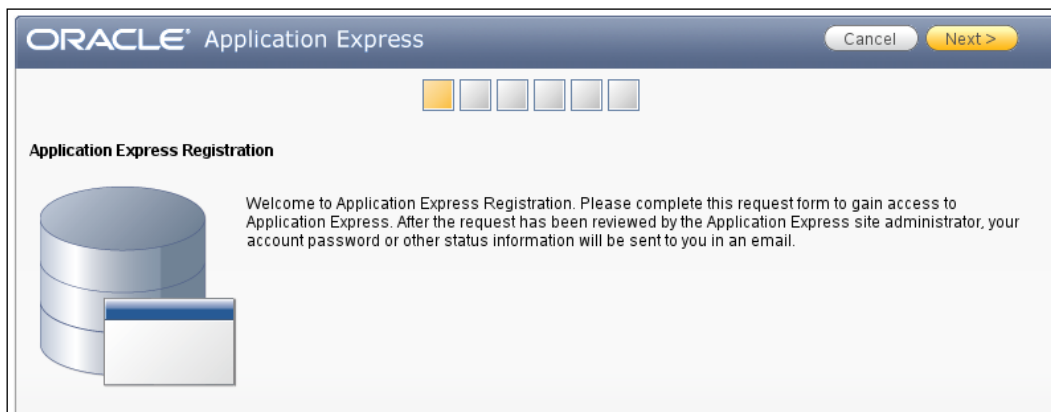 ORACLE Application Express
Cancel
Next >
Application Express Registration
Welcome to Application Express Registration. Please complete this request form to gain access to
Application Express. After the request has been reviewed by the Application Express site administrator, your
account password or other status information will be sent to you in an email.